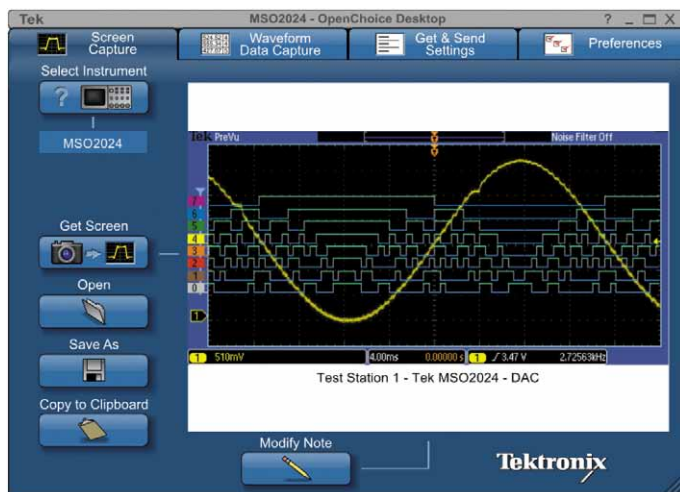 Tek
MSO2024 - OpenChoice Desktop
? _ X
Screen
Capture
Waveform
Data Capture
Get & Send
Settings
Preferences
Select Instrument
?
MSO2024
Get Screen
Open
Save As
Copy to Clipboard
Tek PreVu
Noise Filter Off
7
6
5
4
3
2
1
0
1
1 510mV
4.00ms
0.00000 s
1
3.47 V
2.72563kHz
Test Station 1 - Tek MSO2024 - DAC
Modify Note
Tektronix